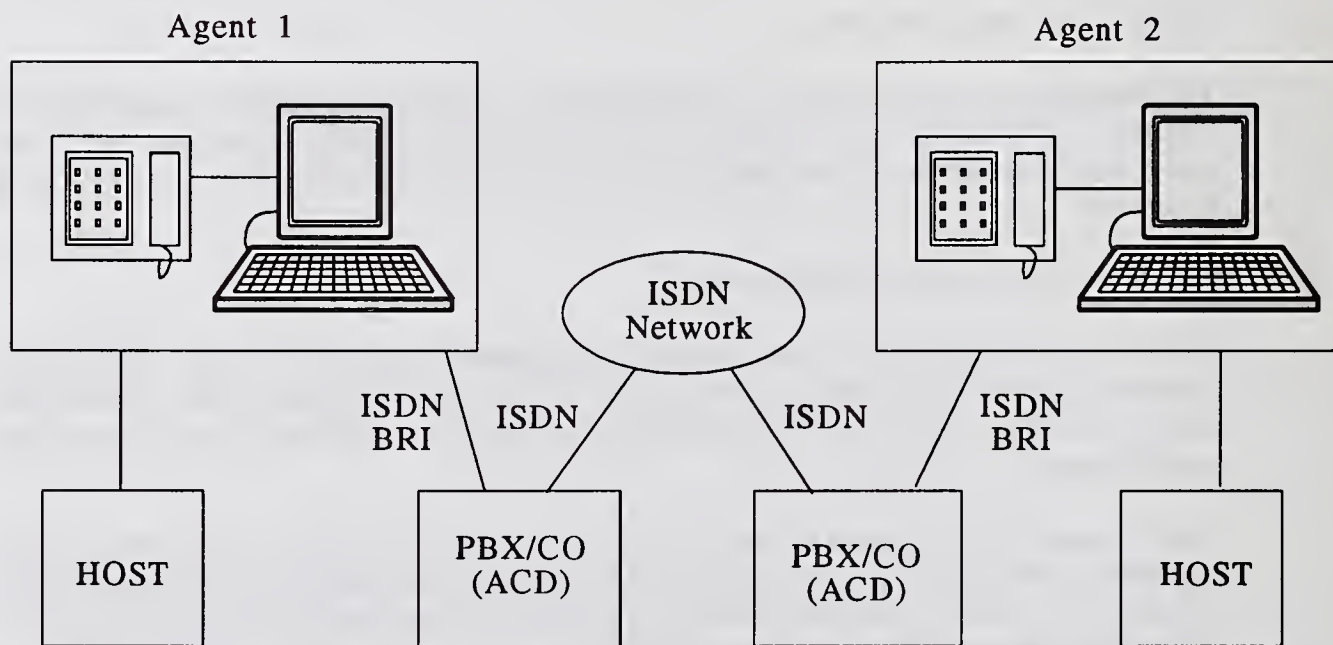 Agent 1
Agent 2
ISDN
Network
ISDN
BRI
ISDN
ISDN
ISDN
BRI
HOST
PBX/CO
(ACD)
PBX/CO
(ACD)
HOST